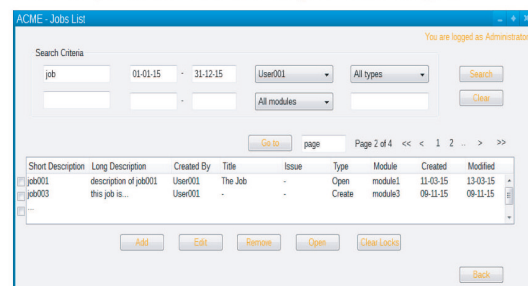 ACME - Jobs List
You are logged as Administrator
Search Criteria
job 01-01-15 - 31-12-15 User001 All types Search
- All modules Clear
Go to page Page 2 of 4 << < 1 2 .. > >>
Short Description Long Description Created By Title Issue Type Module Created Modified
job001 description of job001 User001 The Job - Open module1 11-03-15 13-03-15
job003 this job is... User001 - - Create module3 09-11-15 09-11-15
...
Add Edit Remove Open Clear Locks
Back